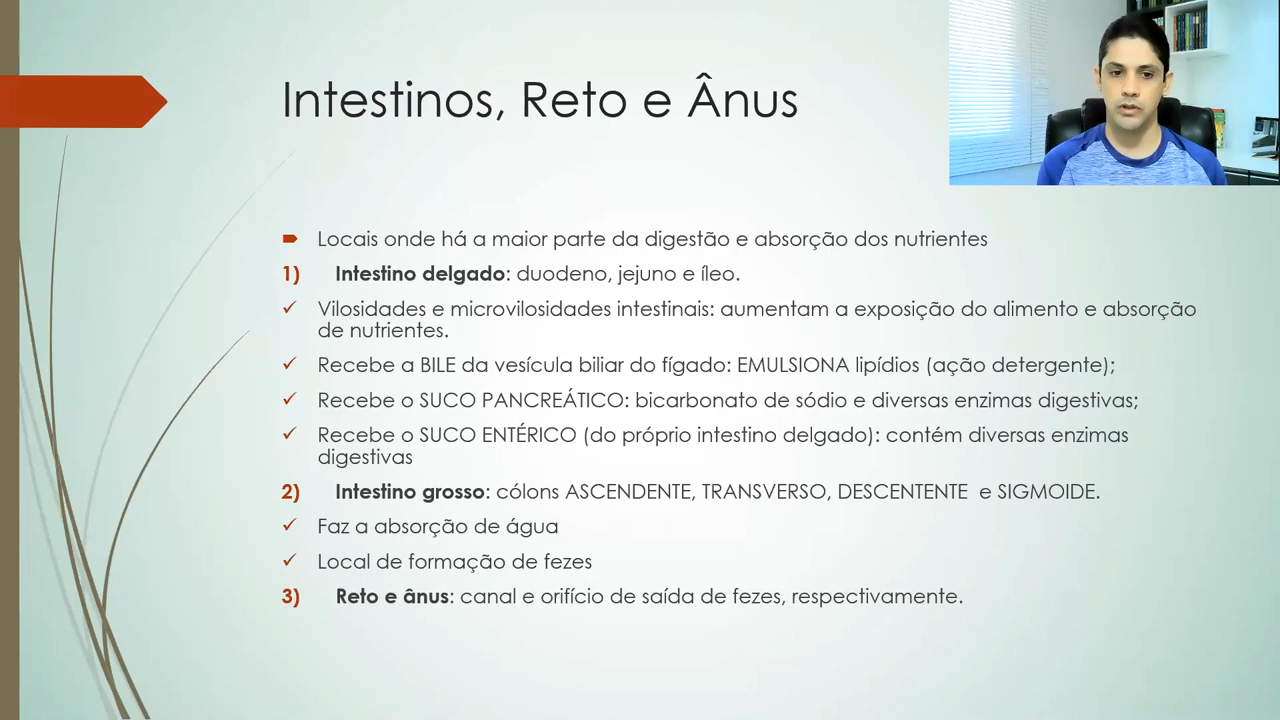 Intestinos, Reto e Ânus
Locais onde há a maior parte da digestão e absorção dos nutrientes
1) Intestino delgado: duodeno, jejuno e íleo.
Vilosidades e microvilosidades intestinais: aumentam a exposição do alimento e absorção
de nutrientes.
Recebe a BILE da vesícula biliar do fígado: EMULSIONA lipídios (ação detergente);
Recebe o SUCO PANCREÁTICO: bicarbonato de sódio e diversas enzimas digestivas;
Recebe o SUCO ENTÉRICO (do próprio intestino delgado): contém diversas enzimas
digestivas
2) Intestino grosso: cólons ASCENDENTE, TRANSVERSO, DESCENTENTE e SIGMOIDE.
Faz a absorção de água
Local de formação de fezes
3) Reto e ânus: canal e orifício de saída de fezes, respectivamente.